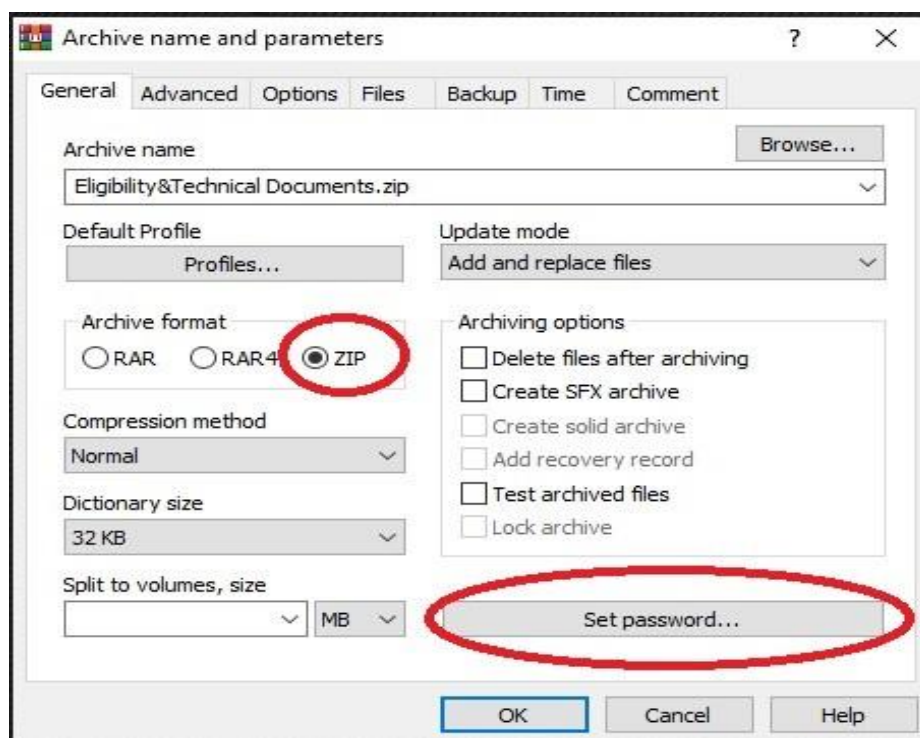 Archive name and parameters
?
General Advanced Options Files Backup Time Comment
Archive name
Browse...
Eligibility&Technical Documents.zip
Default Profile
Profiles...
Update mode
Add and replace files
Archive format
RAR RAR4 ZIP
Compression method
Normal
Dictionary size
32 KB
Split to volumes, size
MB
Archiving options
Delete files after archiving
Create SFX archive
Create solid archive
Add recovery record
Test archived files
Lock archive
Set password...
OK Cancel Help